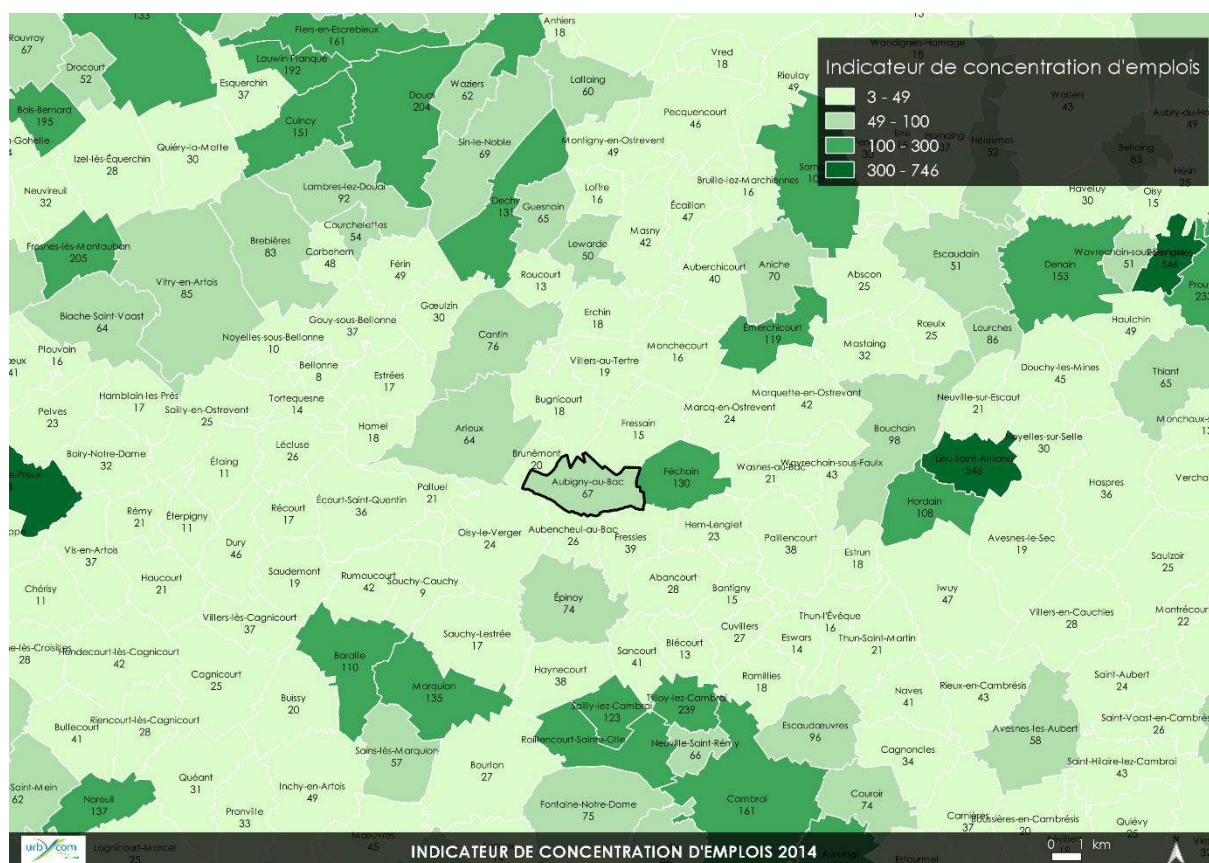 133
Flers-en-Escrebieux
161
Anhiers
18
Rouvroy
67
Drocourt
52
Lauwin-Planque
192
Esquerchin
37
Douai
204
Waziers
62
Lallaing
60
Vred
18
Rieulay
49
Wandignies-Hamage
18
Indicateur de concentration d'emplois
3 - 49
49 - 100
100 - 300
300 - 746
Wallers
43
49
Bellaing
83
Hornaing
37
Hélesmes
52
Hérin
25
Bois-Bernard
195
Cuincy
151
Pecquencourt
46
Izel-lès-Équerchin
28
Quiéry-la-Motte
30
Sin-le-Noble
69
Montigny-en-Ostrevent
49
Neuvireuil
32
Lambres-lez-Douai
92
Dechy
131
Guesnain
65
Loffre
16
Bruille-lez-Marchiennes
16
Écaillon
47
Haveluy
30
Oisy
15
Fresnes-lès-Montauban
205
Brebières
83
Courchelettes
54
Corbehem
48
Férin
49
Lewarde
50
Masny
42
Auberchicourt
40
Aniche
70
Abscon
25
Escaudain
51
Denain
153
51
546
Vitry-en-Artois
85
Roucourt
13
Biache-Saint-Vaast
64
Gouy-sous-Bellonne
37
Gœulzin
30
Erchin
18
Émerchicourt
119
Rœulx
25
Lourches
86
Haulchin
49
Plouvain
16
Noyelles-sous-Bellonne
10
Cantin
76
Monchecourt
16
Mastaing
32
Bellonne
8
Estrées
17
Villers-au-Tertre
19
Douchy-les-Mines
45
Thiant
65
Hamblain-les-Prés
17
Sailly-en-Ostrevent
25
Tortequesne
14
Bugnicourt
18
Marquette-en-Ostrevant
42
Marcq-en-Ostrevent
24
Neuville-sur-Escaut
21
Pelves
23
Hamel
18
Arleux
64
Fressain
15
Bouchain
98
Noyelles-sur-Selle
30
Boiry-Notre-Dame
32
Lécluse
26
Étaing
11
Brunémont
20
Aubigny-au-Bac
67
Féchain
130
Wasnes-au-Bac
21
Wavrechain-sous-Faulx
43
Lieu-Saint-Amand
546
Haspres
36
Palluel
21
Écourt-Saint-Quentin
36
Récourt
17
Rémy
21
Éterpigny
11
Hordain
108
Oisy-le-Verger
24
Aubencheul-au-Bac
26
Fressies
39
Hem-Lenglet
23
Paillencourt
38
Avesnes-le-Sec
19
Dury
46
Vis-en-Artois
37
Estrun
18
Saulzoir
25
Chérisy
11
Haucourt
21
Saudemont
19
Rumaucourt
42
Sauchy-Cauchy
9
Épinoy
74
Abancourt
28
Bantigny
15
Iwuy
47
Villers-en-Cauchies
28
Montrécourt
22
Villers-lès-Cagnicourt
37
Sauchy-Lestrée
17
Cuvillers
27
Thun-l'Évêque
16
Eswars
14
Thun-Saint-Martin
21
28
Hendecourt-lès-Cagnicourt
42
Baralle
110
Marquion
135
Haynecourt
38
Sancourt
41
Blécourt
13
Ramillies
18
Cagnicourt
25
Buissy
20
Sailly-lez-Cambrai
123
Tilloy-lez-Cambrai
239
Naves
41
Rieux-en-Cambrésis
43
Saint-Aubert
24
Bullecourt
41
Riencourt-lès-Cagnicourt
28
Raillencourt-Sainte-Olle
Neuville-Saint-Rémy
66
Escaudœuvres
96
Avesnes-les-Aubert
58
26
Cagnoncles
34
Sains-lès-Marquion
57
Bourlon
27
Saint-Hilaire-lez-Cambrai
43
62
Noreuil
137
Quéant
31
Pronville
33
Inchy-en-Artois
49
Fontaine-Notre-Dame
75
Cambrai
161
Cauroir
74
Carnières
37
Boussières-en-Cambrésis
20
Quiévy
25
urbycom
INDICATEUR DE CONCENTRATION D'EMPLOIS 2014
0 1 km
N